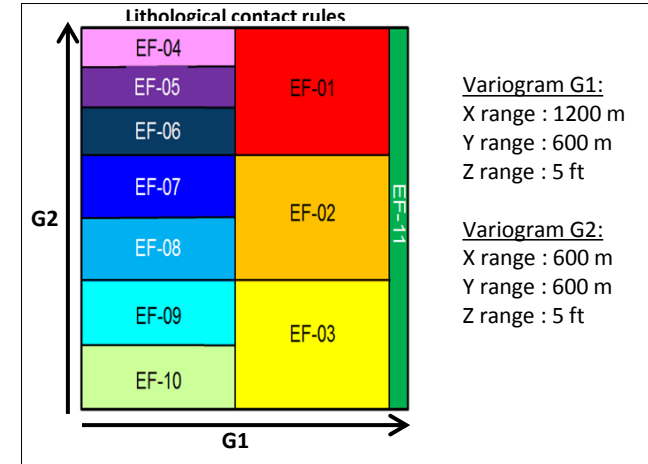 Lithological contact rules
EF-04
EF-05
EF-06
EF-07
EF-08
EF-09
EF-10
EF-01
EF-02
EF-03
EF-11
G2
G1
Variogram G1:
X range : 1200 m
Y range : 600 m
Z range : 5 ft
Variogram G2:
X range : 600 m
Y range : 600 m
Z range : 5 ft